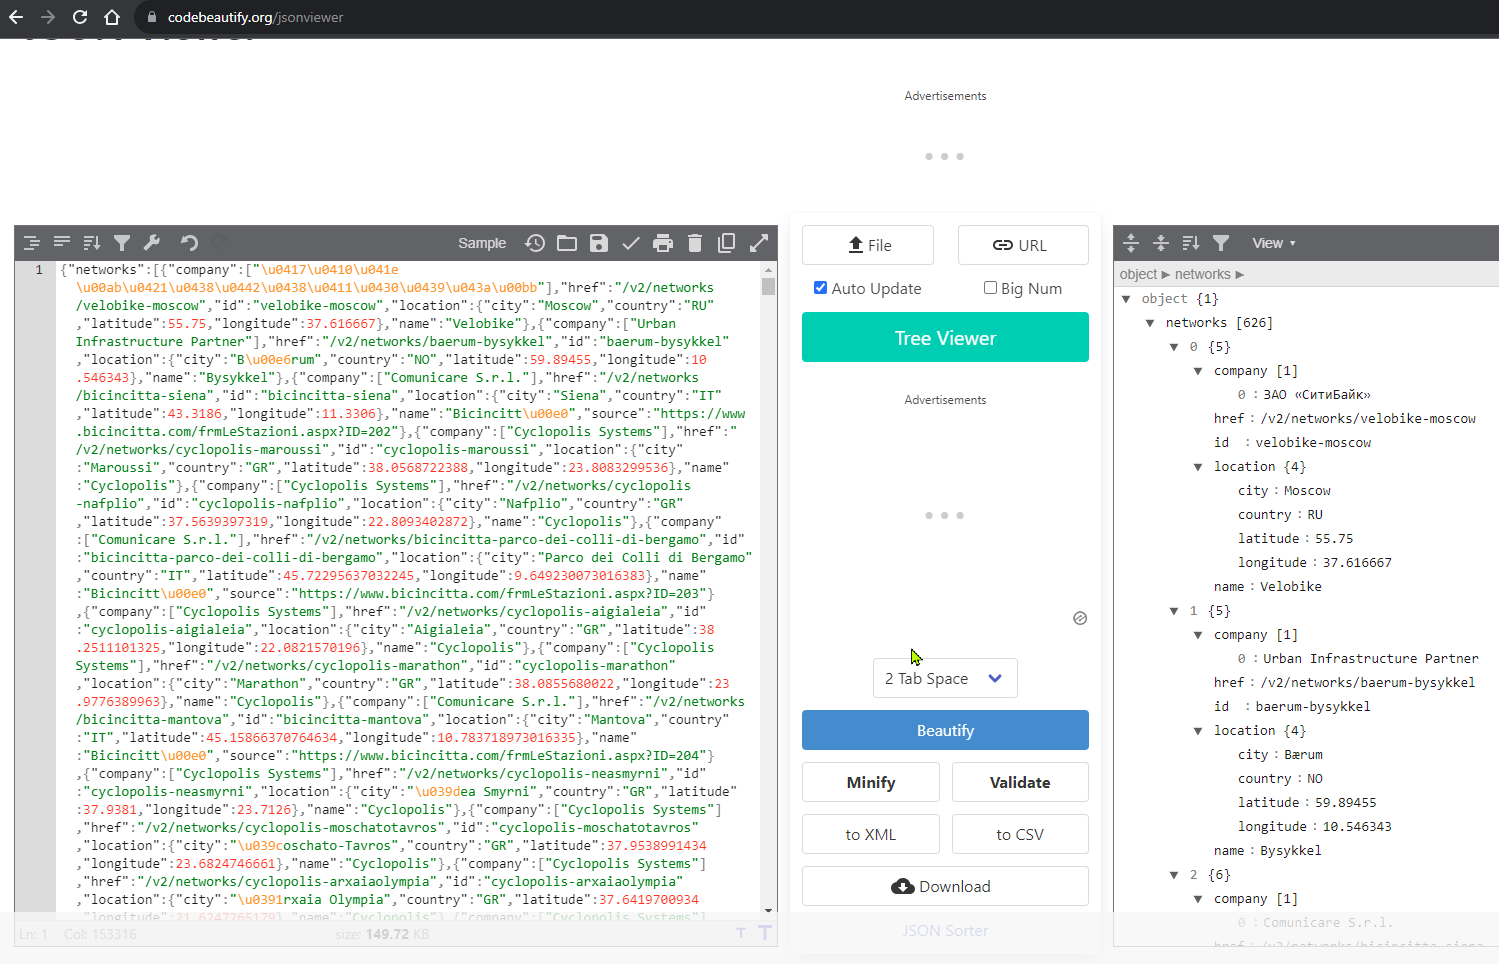 codebeautify.org/jsonviewer
Advertisements
Sample
1
{"networks":[{"company":["\u0417\u0410\u041e
\u00ab\u0421\u0438\u0442\u0438\u0411\u0430\u0439\u043a\u00bb"],"href":"/v2/networks
/velobike-moscow","id":"velobike-moscow","location":{"city":"Moscow","country":"RU"
,"latitude":55.75,"longitude":37.616667},"name":"Velobike"},{"company":["Urban
Infrastructure Partner"],"href":"/v2/networks/baerum-bysykkel","id":"baerum-bysykkel"
,"location":{"city":"B\u00e6rum","country":"NO","latitude":59.89455,"longitude":10
.546343},"name":"Bysykkel"},{"company":["Comunicare S.r.l."],"href":"/v2/networks
/bicincitta-siena","id":"bicincitta-siena","location":{"city":"Siena","country":"IT"
,"latitude":43.3186,"longitude":11.3306},"name":"Bicincitt\u00e0","source":"https://www
.bicincitta.com/frmLeStazioni.aspx?ID=202"},{"company":["Cyclopolis Systems"],"href":"
/v2/networks/cyclopolis-maroussi","id":"cyclopolis-maroussi","location":{"city"
:"Maroussi","country":"GR","latitude":38.0568722388,"longitude":23.8083299536},"name"
:"Cyclopolis"},{"company":["Cyclopolis Systems"],"href":"/v2/networks/cyclopolis
-nafplio","id":"cyclopolis-nafplio","location":{"city":"Nafplio","country":"GR"
,"latitude":37.5639397319,"longitude":22.8093402872},"name":"Cyclopolis"},{"company"
:["Comunicare S.r.l."],"href":"/v2/networks/bicincitta-parco-dei-colli-di-bergamo","id"
:"bicincitta-parco-dei-colli-di-bergamo","location":{"city":"Parco dei Colli di Bergamo"
,"country":"IT","latitude":45.72295637032245,"longitude":9.649230073016383},"name"
:"Bicincitt\u00e0","source":"https://www.bicincitta.com/frmLeStazioni.aspx?ID=203"}
,{"company":["Cyclopolis Systems"],"href":"/v2/networks/cyclopolis-aigialeia","id"
:"cyclopolis-aigialeia","location":{"city":"Aigialeia","country":"GR","latitude":38
.2511101325,"longitude":22.0821570196},"name":"Cyclopolis"},{"company":["Cyclopolis
Systems"],"href":"/v2/networks/cyclopolis-marathon","id":"cyclopolis-marathon"
,"location":{"city":"Marathon","country":"GR","latitude":38.0855680022,"longitude":23
.9776389963},"name":"Cyclopolis"},{"company":["Comunicare S.r.l."],"href":"/v2/networks
/bicincitta-mantova","id":"bicincitta-mantova","location":{"city":"Mantova","country"
:"IT","latitude":45.15866370764634,"longitude":10.783718973016335},"name"
:"Bicincitt\u00e0","source":"https://www.bicincitta.com/frmLeStazioni.aspx?ID=204"}
,{"company":["Cyclopolis Systems"],"href":"/v2/networks/cyclopolis-neasmyrni","id"
:"cyclopolis-neasmyrni","location":{"city":"\u039dea Smyrni","country":"GR","latitude"
:37.9381,"longitude":23.7126},"name":"Cyclopolis"},{"company":["Cyclopolis Systems"]
,"href":"/v2/networks/cyclopolis-moschatotavros","id":"cyclopolis-moschatotavros"
,"location":{"city":"\u039coschato-Tavros","country":"GR","latitude":37.9538991434
,"longitude":23.6824746661},"name":"Cyclopolis"},{"company":["Cyclopolis Systems"]
,"href":"/v2/networks/cyclopolis-arxaiaolympia","id":"cyclopolis-arxaiaolympia"
,"location":{"city":"\u0391rxaia Olympia","country":"GR","latitude":37.6419700934
,"longitude":21.6247265179},"name":"Cyclopolis"},{"company":["Cyclopolis Systems"]
Ln: 1 Col: 153316 size: 149.72 KB
File
URL
Auto Update
Big Num
Tree Viewer
Advertisements
2 Tab Space
Beautify
Minify
Validate
to XML
to CSV
Download
JSON Sorter
View
object ► networks ►
object {1}
networks [626]
0 {5}
company [1]
0 : ЗАО «СитиБайк»
href : /v2/networks/velobike-moscow
id : velobike-moscow
location {4}
city : Moscow
country : RU
latitude : 55.75
longitude : 37.616667
name : Velobike
1 {5}
company [1]
0 : Urban Infrastructure Partner
href : /v2/networks/baerum-bysykkel
id : baerum-bysykkel
location {4}
city : Bærum
country : NO
latitude : 59.89455
longitude : 10.546343
name : Bysykkel
2 {6}
company [1]
0 : Comunicare S.r.l.
href : /v2/networks/bicincitta-siena